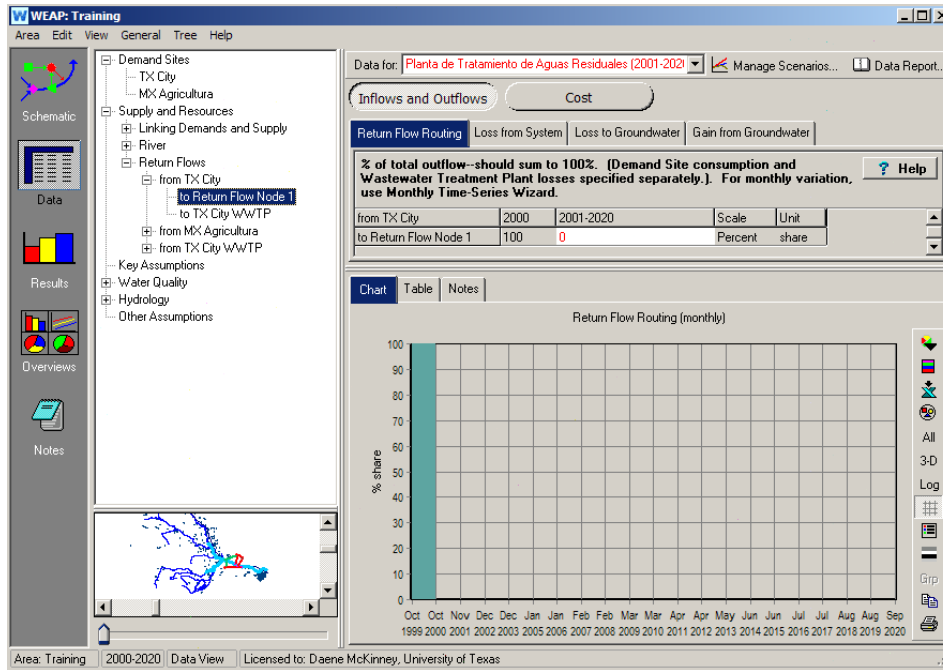 WEAP: Training
Area Edit View General Tree Help
Schematic
Data
Results
Overviews
Notes
Demand Sites
TX City
MX Agricultura
Supply and Resources
Linking Demands and Supply
River
Return Flows
from TX City
to Return Flow Node 1
to TX City WWTP
from MX Agricultura
from TX City WWTP
Key Assumptions
Water Quality
Hydrology
Other Assumptions
Data for: Planta de Tratamiento de Aguas Residuales (2001-202 Manage Scenarios... Data Report...
Inflows and Outflows Cost
Return Flow Routing Loss from System Loss to Groundwater Gain from Groundwater
% of total outflow--should sum to 100%. (Demand Site consumption and
Wastewater Treatment Plant losses specified separately.). For monthly variation,
use Monthly Time-Series Wizard.
? Help
from TX City 2000 2001-2020 Scale Unit
to Return Flow Node 1 100 0 Percent share
Chart Table Notes
Return Flow Routing (monthly)
% share
100
90
80
70
60
50
40
30
20
10
0
Oct Oct Nov Dec Dec Jan Jan Feb Feb Mar Mar Apr Apr May Jun Jun Jul Jul Aug Aug Sep
1999 2000 2001 2002 2003 2005 2006 2007 2008 2009 2010 2011 2012 2013 2014 2015 2016 2017 2018 2019 2020
All
3-D
Log
Grp
Area: Training 2000-2020 Data View Licensed to: Daene McKinney, University of Texas